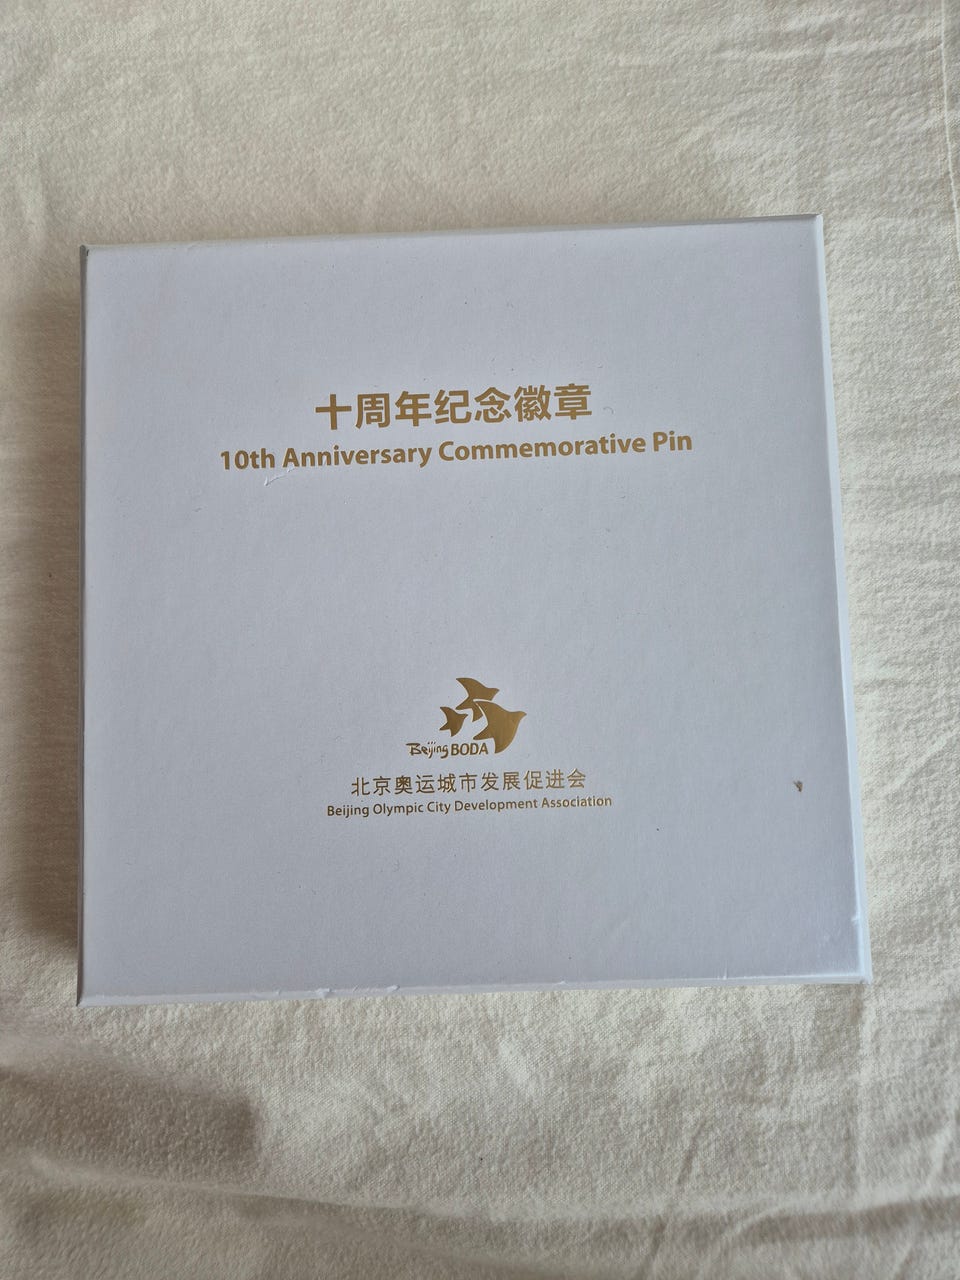 十周年纪念徽章
10th Anniversary Commemorative Pin
Beijing BODA
北京奥运城市发展促进会
Beijing Olympic City Development Association